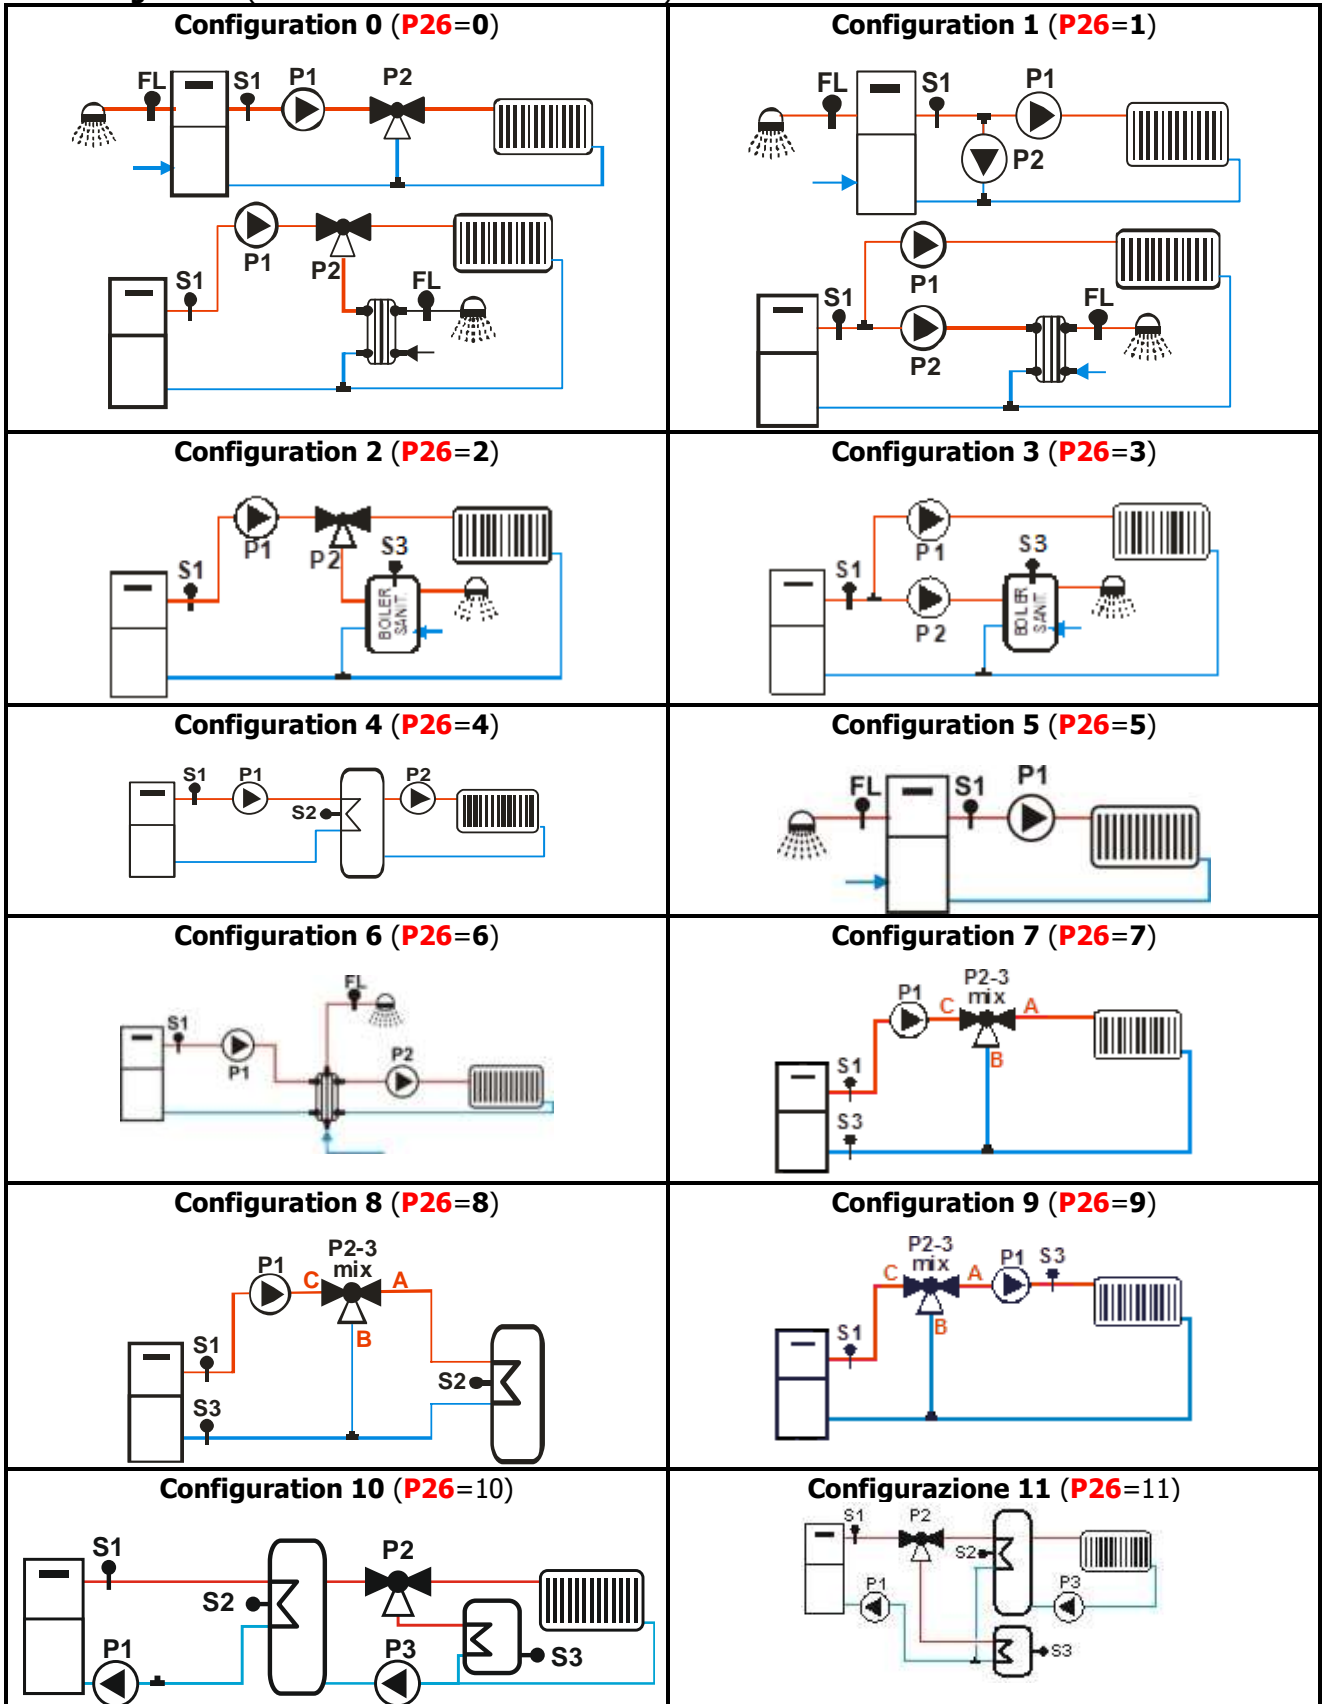 Configuration 0 (P26=0)
FL
S1
P1
P2
P1
P2
S1
FL
Configuration 1 (P26=1)
FL
S1
P1
P2
P1
S1
FL
P2
Configuration 2 (P26=2)
P1
P2
S3
S1
BOILER
SANIT.
Configuration 3 (P26=3)
P1
S3
S1
P2
BOILER
SANIT.
Configuration 4 (P26=4)
S1
P1
P2
S2
Configuration 5 (P26=5)
FL
S1
P1
Configuration 6 (P26=6)
FL
S1
P1
P2
Configuration 7 (P26=7)
P2-3
mix
P1
C
A
B
S1
S3
Configuration 8 (P26=8)
P2-3
mix
P1
C
A
B
S1
S2
S3
Configuration 9 (P26=9)
P2-3
mix
P1
S3
C
A
B
S1
Configuration 10 (P26=10)
S1
P2
S2
P1
P3
S3
Configurazione 11 (P26=11)
S1
P2
S2
P1
P3
S3